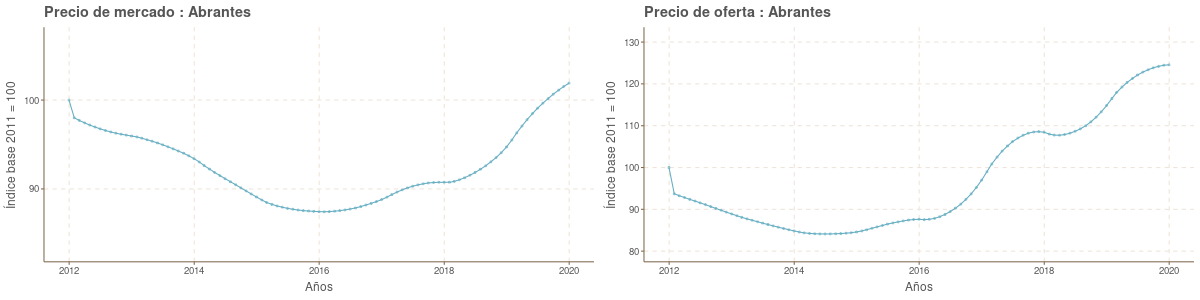 Precio de mercado : Abrantes
Índice base 2011 = 100
100
90
2012 2014 2016 2018 2020
Años
Precio de oferta : Abrantes
Índice base 2011 = 100
130
120
110
100
90
80
2012 2014 2016 2018 2020
Años